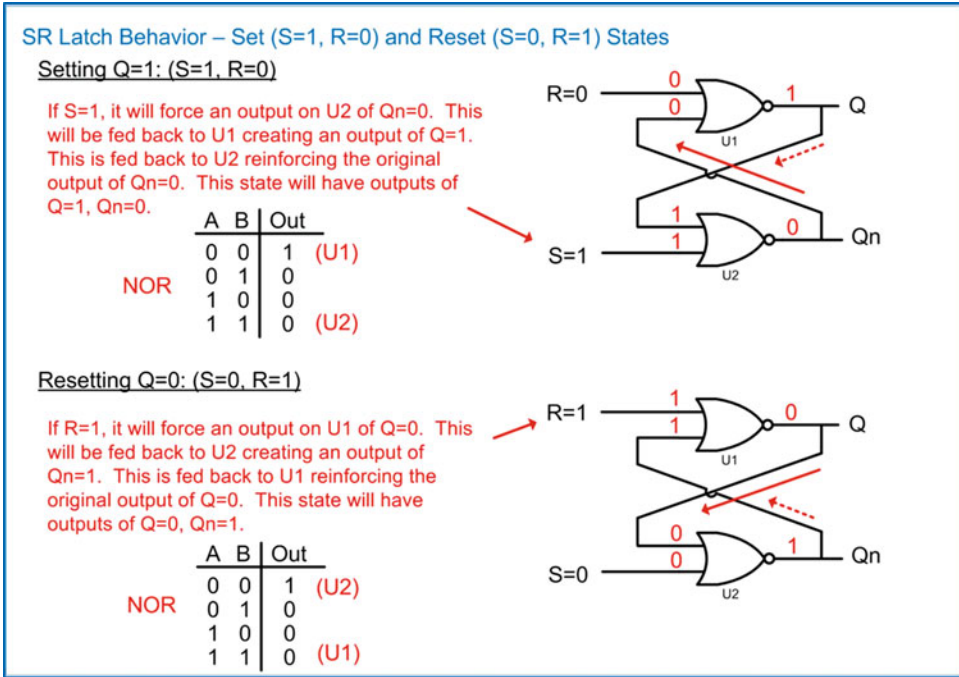 SR Latch Behavior – Set (S=1, R=0) and Reset (S=0, R=1) States
Setting Q=1: (S=1, R=0)
If S=1, it will force an output on U2 of Qn=0. This
will be fed back to U1 creating an output of Q=1.
This is fed back to U2 reinforcing the original
output of Qn=0. This state will have outputs of
Q=1, Qn=0.
A B Out
0 0 1 (U1)
0 1 0
NOR
1 0 0
1 1 0 (U2)
R=0
0
0
1
Q
U1
1
1
0
Qn
S=1
U2
Resetting Q=0: (S=0, R=1)
If R=1, it will force an output on U1 of Q=0. This
will be fed back to U2 creating an output of
Qn=1. This is fed back to U1 reinforcing the
original output of Q=0. This state will have
outputs of Q=0, Qn=1.
A B Out
0 0 1 (U2)
NOR
0 1 0
1 0 0
1 1 0 (U1)
R=1
1
1
0
Q
U1
0
0
1
Qn
S=0
U2